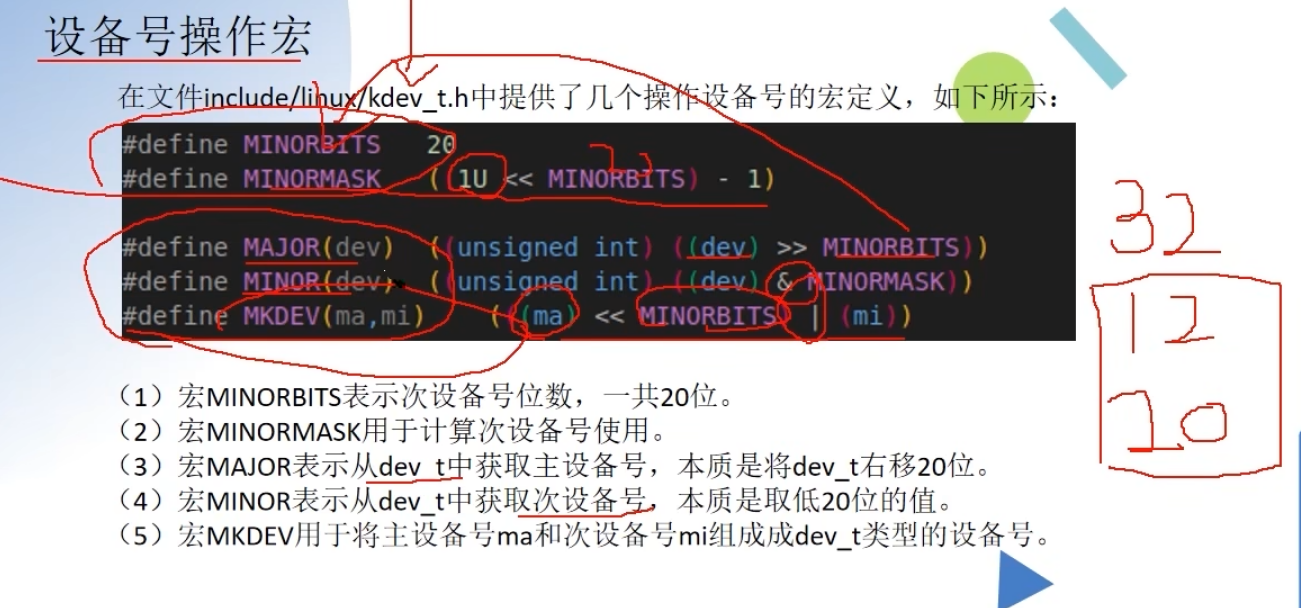 设备号操作宏
在文件include/linux/kdev_t.h中提供了几个操作设备号的宏定义，如下所示：
#define MINORBITS 20
#define MINORMASK ((1U << MINORBITS) - 1)
#define MAJOR(dev) ((unsigned int) ((dev) >> MINORBITS))
#define MINOR(dev) ((unsigned int) ((dev) & MINORMASK))
#define MKDEV(ma,mi) (((ma) << MINORBITS) | (mi))
（1）宏MINORBITS表示次设备号位数，一共20位。
（2）宏MINORMASK用于计算次设备号使用。
（3）宏MAJOR表示从dev_t中获取主设备号，本质是将dev_t右移20位。
（4）宏MINOR表示从dev_t中获取次设备号，本质是取低20位的值。
（5）宏MKDEV用于将主设备号ma和次设备号mi组成成dev_t类型的设备号。
32
12
20